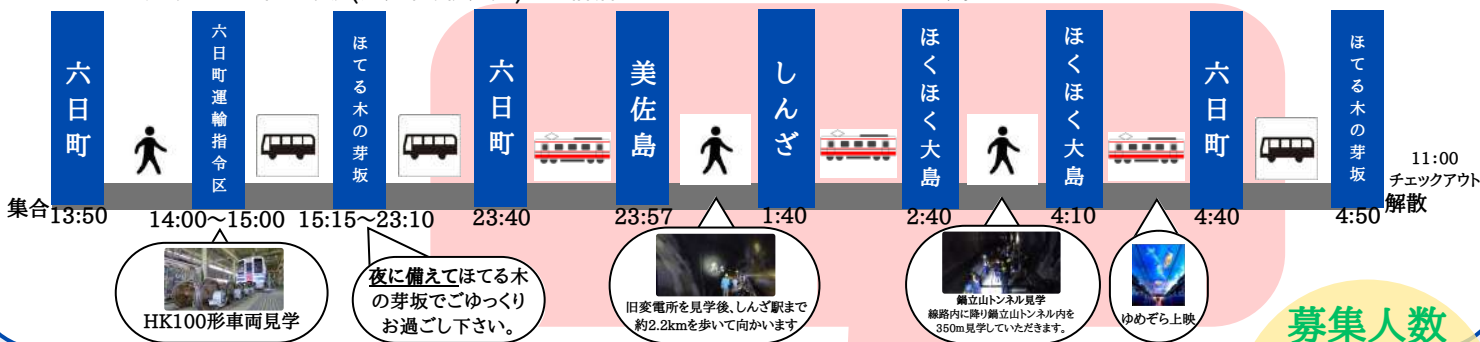 六日町
六日町運輸指令区
ほてる木の芽坂
六日町
美佐島
しんざ
ほくほく大島
ほくほく大島
六日町
ほてる木の芽坂
11:00
チェックアウト
集合13:50
14:00～15:00
15:15～23:10
23:40
23:57
1:40
2:40
4:10
4:40
4:50
解散
HK100形車両見学
夜に備えてほてる木
の芽坂でごゆっくり
お過ごし下さい。
旧変電所を見学後、しんざ駅まで
約2.2kmを歩いて向かいます
鍋立山トンネル見学
線路内に降り鍋立山トンネル内を
350m見学していただきます。
ゆめぞら上映
募集人数